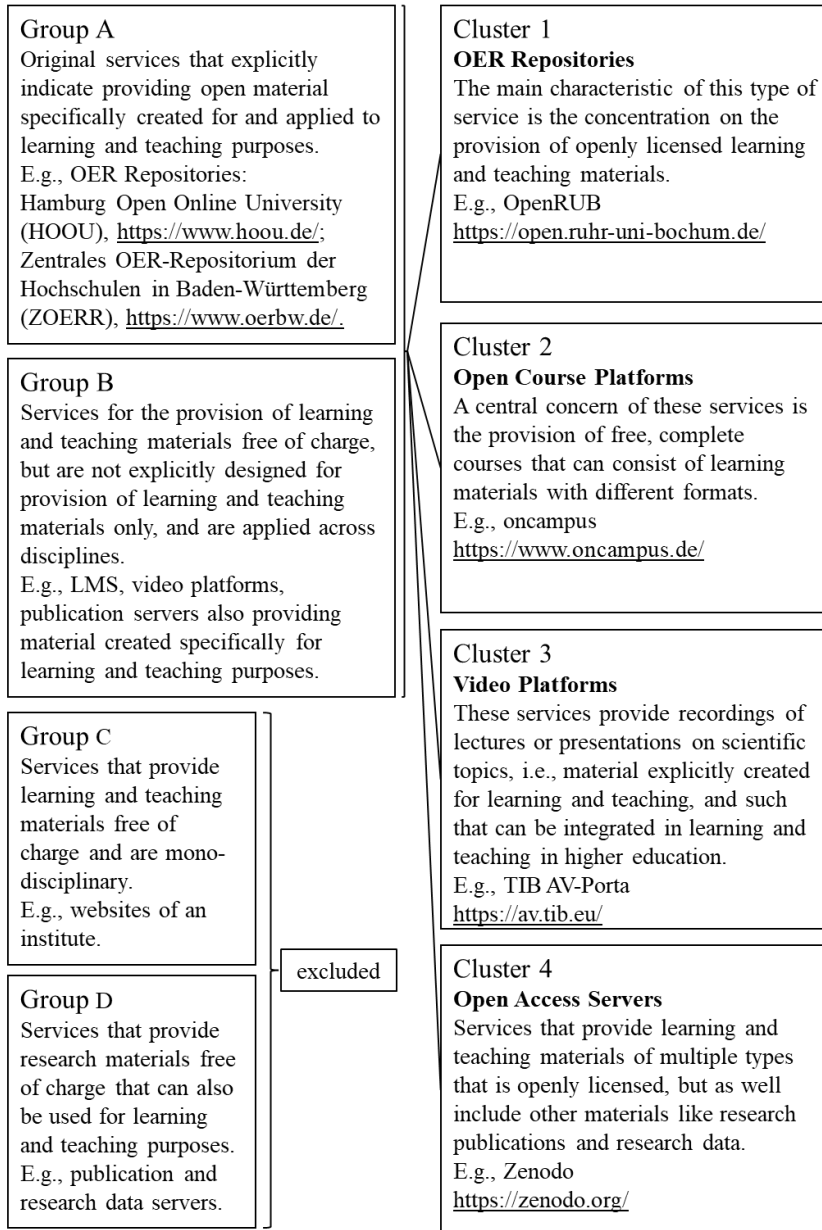 Group A
Original services that explicitly
indicate providing open material
specifically created for and applied to
learning and teaching purposes.
E.g., OER Repositories:
Hamburg Open Online University
(HOOU), https://www.hoou.de/;
Zentrales OER-Repositorium der
Hochschulen in Baden-Württemberg
(ZOERR), https://www.oerbw.de/.
Group B
Services for the provision of learning
and teaching materials free of charge,
but are not explicitly designed for
provision of learning and teaching
materials only, and are applied across
disciplines.
E.g., LMS, video platforms,
publication servers also providing
material created specifically for
learning and teaching purposes.
Group C
Services that provide
learning and teaching
materials free of
charge and are mono-
disciplinary.
E.g., websites of an
institute.
Group D
Services that provide
research materials free
of charge that can also
be used for learning
and teaching purposes.
E.g., publication and
research data servers.
excluded
Cluster 1
OER Repositories
The main characteristic of this type of
service is the concentration on the
provision of openly licensed learning
and teaching materials.
E.g., OpenRUB
https://open.ruhr-uni-bochum.de/
Cluster 2
Open Course Platforms
A central concern of these services is
the provision of free, complete
courses that can consist of learning
materials with different formats.
E.g., oncampus
https://www.oncampus.de/
Cluster 3
Video Platforms
These services provide recordings of
lectures or presentations on scientific
topics, i.e., material explicitly created
for learning and teaching, and such
that can be integrated in learning and
teaching in higher education.
E.g., TIB AV-Porta
https://av.tib.eu/
Cluster 4
Open Access Servers
Services that provide learning and
teaching materials of multiple types
that is openly licensed, but as well
include other materials like research
publications and research data.
E.g., Zenodo
https://zenodo.org/